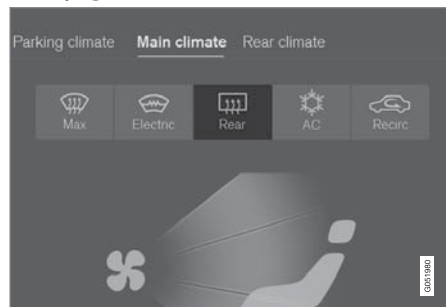 Parking climate Main climate Rear climate
Max Electric Rear AC Recirc
G051980